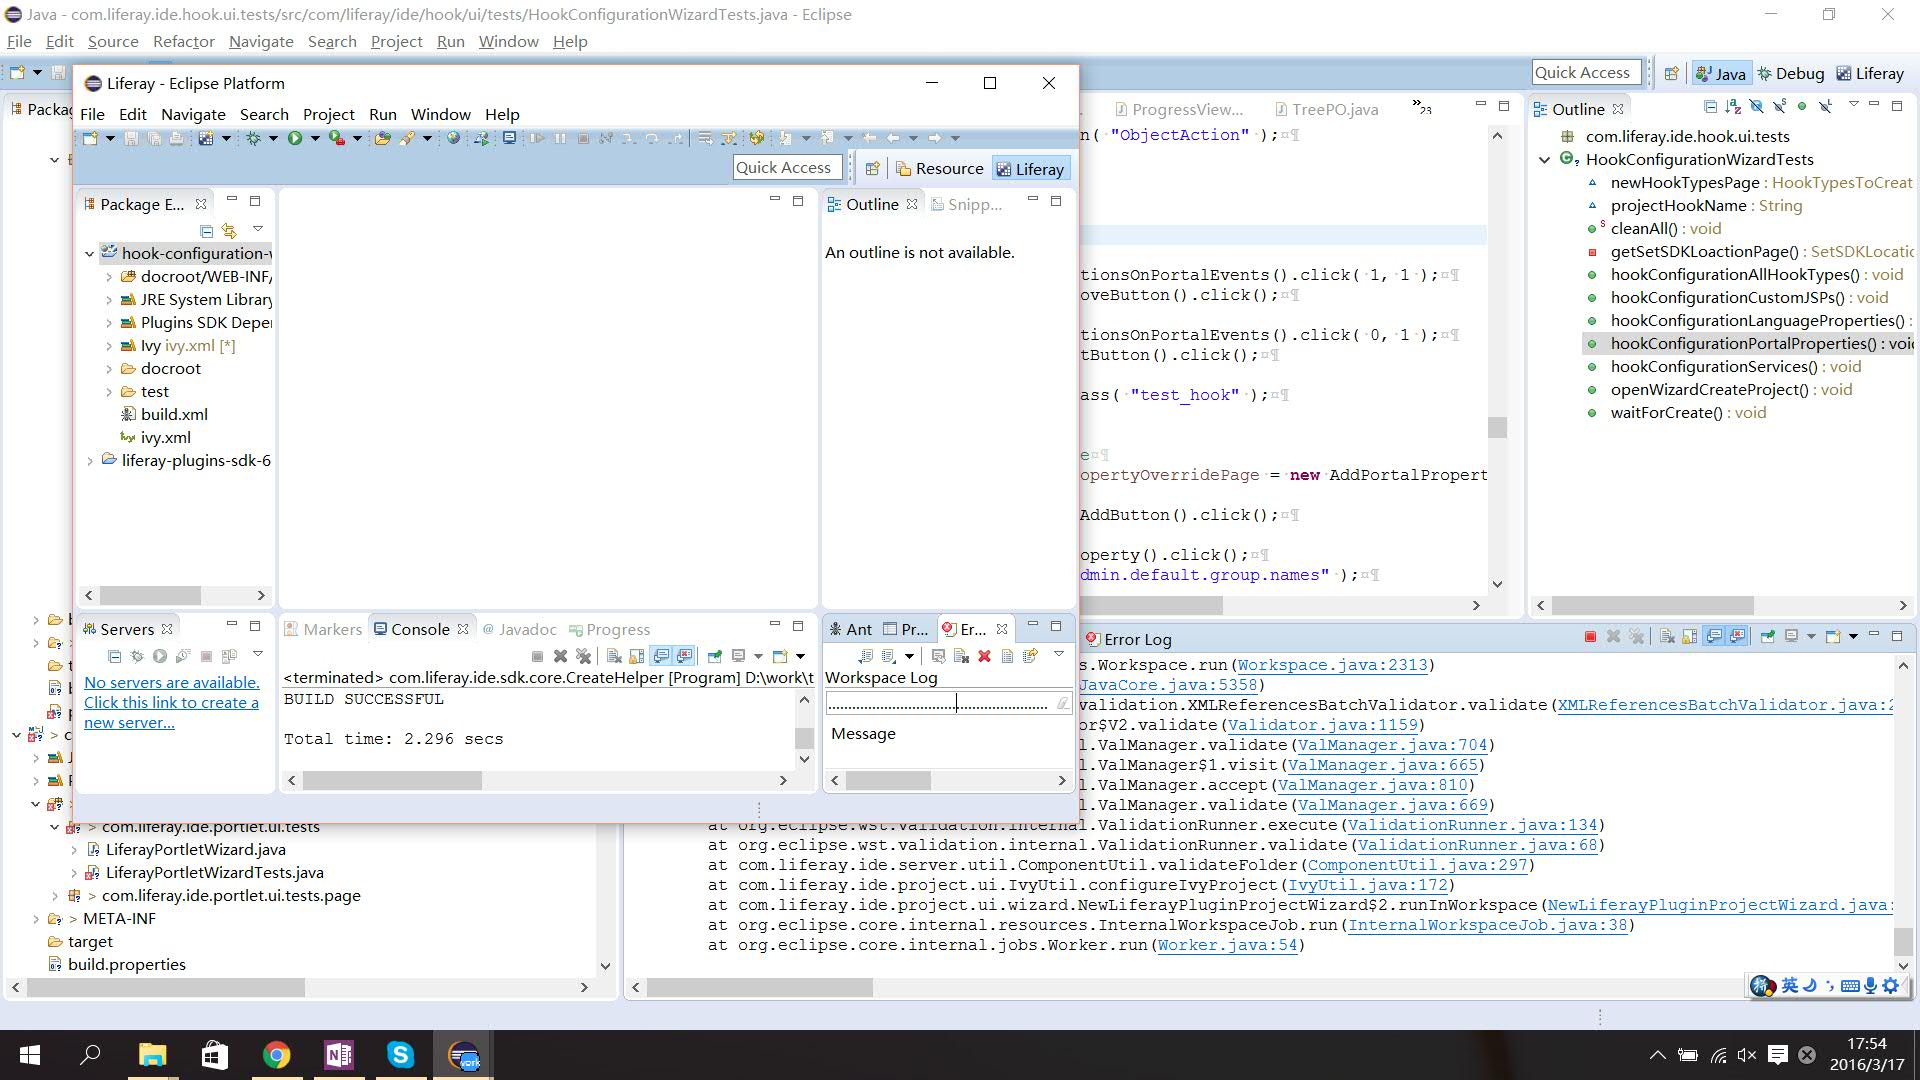 Java - com.liferay.ide.hook.ui.tests/src/com/liferay/ide/hook/ui/tests/HookConfigurationWizardTests.java - Eclipse
File Edit Source Refactor Navigate Search Project Run Window Help
Quick Access
Java Debug Liferay
Liferay - Eclipse Platform
File Edit Navigate Search Project Run Window Help
Quick Access
Resource Liferay
Package E...
hook-configuration-
docroot/WEB-INF/
JRE System Library
Plugins SDK Depe
Ivy ivy.xml [*]
docroot
test
build.xml
ivy.xml
liferay-plugins-sdk-6
Outline Snipp...
An outline is not available.
Servers
No servers are available.
Click this link to create a
new server...
Markers Console Javadoc Progress
<terminated> com.liferay.ide.sdk.core.CreateHelper [Program] D:\work\t
BUILD SUCCESSFUL
Total time: 2.296 secs
Ant Pr... Er...
Workspace Log
Message
Packag
ProgressView... TreePO.java »23
n( "ObjectAction" );¤¶
tionsOnPortalEvents().click( 1, 1 );¤¶
oveButton().click();¤¶
tionsOnPortalEvents().click( 0, 1 );¤¶
tButton().click();¤¶
ass( "test_hook" );¤¶
e¤¶
opertyOverridePage = new AddPortalPropert
AddButton().click();¤¶
operty().click();¤¶
dmin.default.group.names" );¤¶
Outline
com.liferay.ide.hook.ui.tests
HookConfigurationWizardTests
newHookTypesPage : HookTypesToCreat
projectHookName : String
cleanAll() : void
getSetSDKLoactionPage() : SetSDKLocatic
hookConfigurationAllHookTypes() : void
hookConfigurationCustomJSPs() : void
hookConfigurationLanguageProperties() :
hookConfigurationPortalProperties() : voi
hookConfigurationServices() : void
openWizardCreateProject() : void
waitForCreate() : void
> com.liferay.ide.portlet.ui.tests
LiferayPortletWizard.java
LiferayPortletWizardTests.java
> com.liferay.ide.portlet.ui.tests.page
> META-INF
target
build.properties
Error Log
s.Workspace.run(Workspace.java:2313)
JavaCore.java:5358)
validation.XMLReferencesBatchValidator.validate(XMLReferencesBatchValidator.java:2
or$V2.validate(Validator.java:1159)
l.ValManager.validate(ValManager.java:704)
l.ValManager$1.visit(ValManager.java:665)
l.ValManager.accept(ValManager.java:810)
l.ValManager.validate(ValManager.java:669)
at org.eclipse.wst.validation.internal.ValidationRunner.execute(ValidationRunner.java:134)
at org.eclipse.wst.validation.internal.ValidationRunner.validate(ValidationRunner.java:68)
at com.liferay.ide.server.util.ComponentUtil.validateFolder(ComponentUtil.java:297)
at com.liferay.ide.project.ui.IvyUtil.configureIvyProject(IvyUtil.java:172)
at com.liferay.ide.project.ui.wizard.NewLiferayPluginProjectWizard$2.runInWorkspace(NewLiferayPluginProjectWizard.java:
at org.eclipse.core.internal.resources.InternalWorkspaceJob.run(InternalWorkspaceJob.java:38)
at org.eclipse.core.internal.jobs.Worker.run(Worker.java:54)
英
17:54
2016/3/17